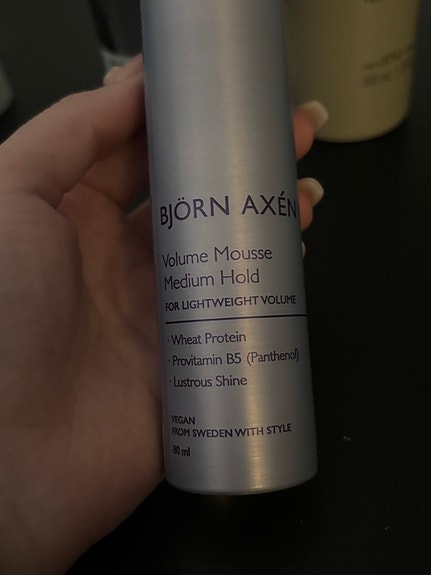 BJÖRN AXÉN
Volume Mousse
Medium Hold
FOR LIGHTWEIGHT VOLUME
· Wheat Protein
· Provitamin B5 (Panthenol)
· Lustrous Shine
VEGAN
FROM SWEDEN WITH STYLE
80 ml